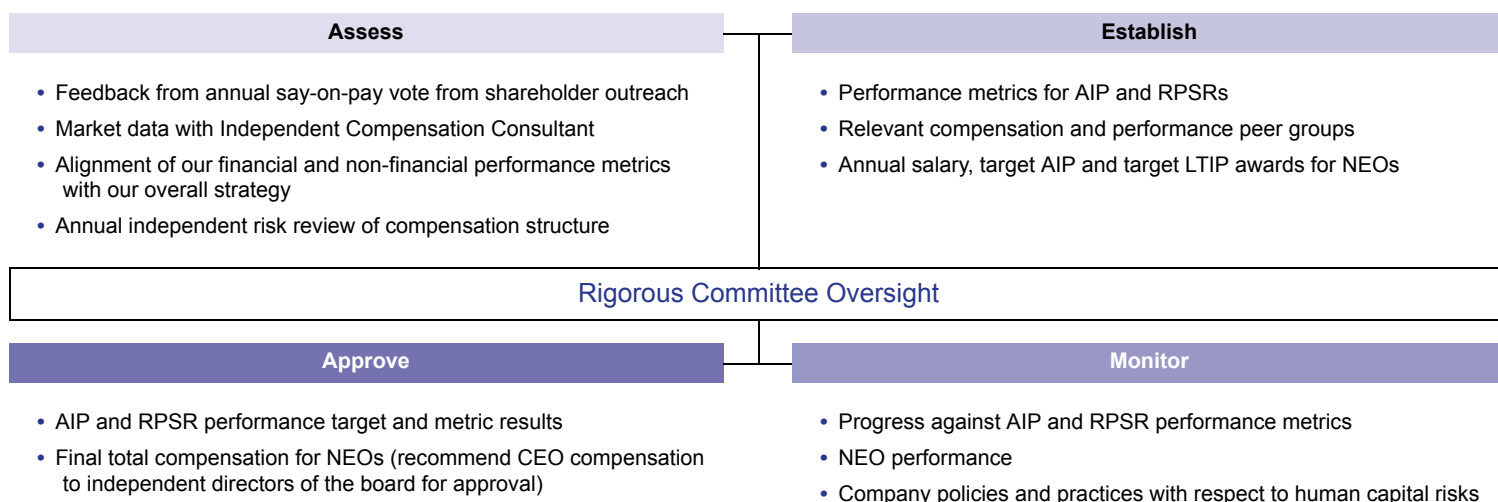 Assess
• Feedback from annual say-on-pay vote from shareholder outreach
• Market data with Independent Compensation Consultant
• Alignment of our financial and non-financial performance metrics
with our overall strategy
• Annual independent risk review of compensation structure
Establish
• Performance metrics for AIP and RPSRs
• Relevant compensation and performance peer groups
• Annual salary, target AIP and target LTIP awards for NEOs
Rigorous Committee Oversight
Approve
• AIP and RPSR performance target and metric results
• Final total compensation for NEOs (recommend CEO compensation
to independent directors of the board for approval)
Monitor
• Progress against AIP and RPSR performance metrics
• NEO performance
• Company policies and practices with respect to human capital risks